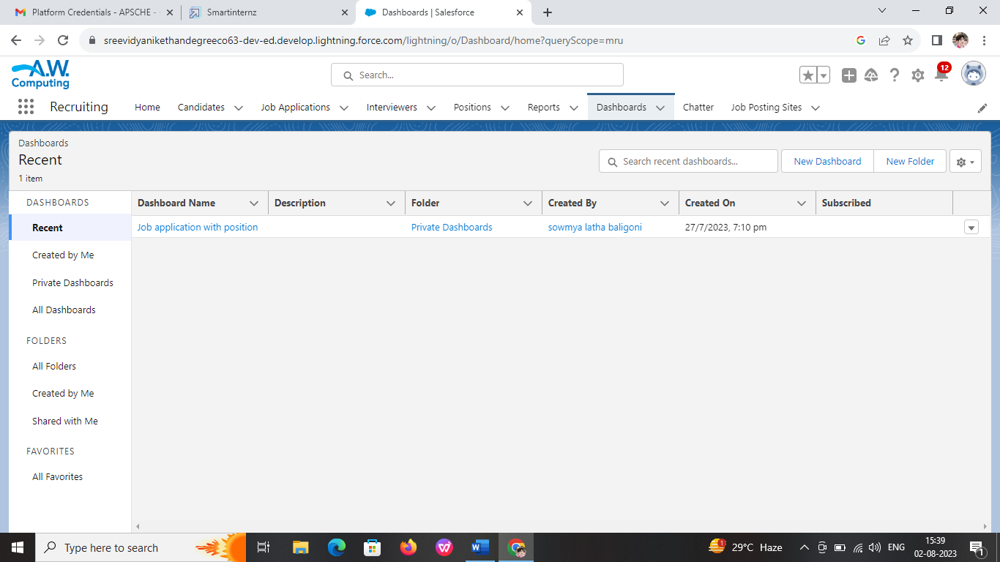 Platform Credentials - APSCHE -
Smartinternz
Dashboards | Salesforce
sreevidyanikethandegreeco63-dev-ed.develop.lightning.force.com/lightning/o/Dashboard/home?queryScope=mru
A.W.
Computing
Search...
12
Recruiting
Home
Candidates
Job Applications
Interviewers
Positions
Reports
Dashboards
Chatter
Job Posting Sites
Dashboards
Recent
1 item
Search recent dashboards...
New Dashboard
New Folder
DASHBOARDS
Recent
Created by Me
Private Dashboards
All Dashboards
FOLDERS
All Folders
Created by Me
Shared with Me
FAVORITES
All Favorites
Dashboard Name
Description
Folder
Created By
Created On
Subscribed
Job application with position
Private Dashboards
sowmya latha baligoni
27/7/2023, 7:10 pm
Type here to search
1
29°C Haze
ENG
15:39
02-08-2023
1